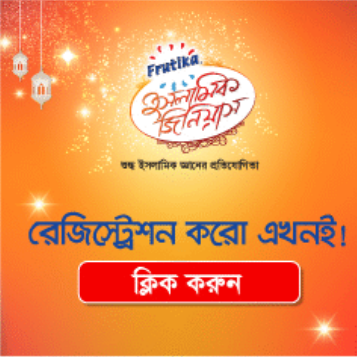 Frutika
ইসলামিক
জিনিয়াস
শুদ্ধ ইসলামিক জ্ঞানের প্রতিযোগিতা
রেজিস্ট্রেশন করো এখনই!
ক্লিক করুন